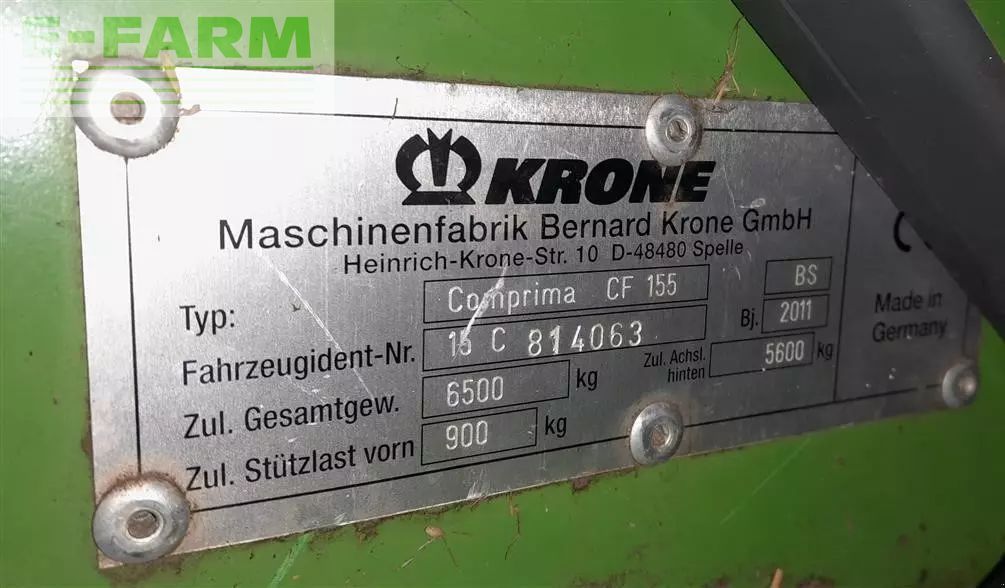 E-FARM
KRONE
Maschinenfabrik Bernard Krone GmbH
Heinrich-Krone-Str. 10 D-48480 Spelle
Typ: Comprima CF 155 BS
Fahrzeugident-Nr. 15 C 814063 Bj. 2011
Zul. Gesamtgew. 6500 kg Zul. Achsl. hinten 5600 kg
Zul. Stützlast vorn 900 kg
Made in
Germany